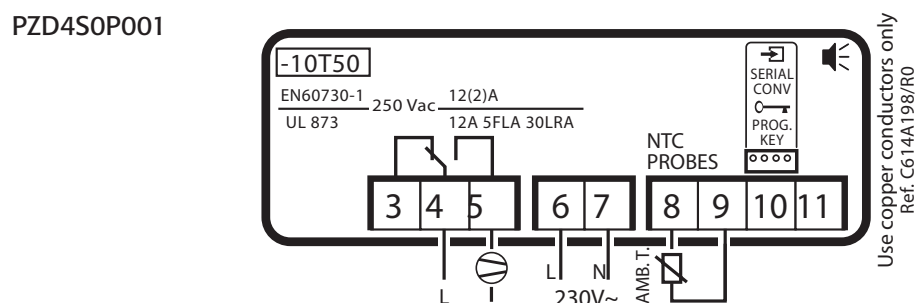 PZD4S0P001
-10T50
EN60730-1
UL 873
250 Vac
12(2)A
12A 5FLA 30LRA
SERIAL
CONV
PROG.
KEY
NTC
PROBES
3 4 5 6 7 8 9 10 11
L
L N
230V~
AMB. T.
Use copper conductors only
Ref. C614A198/R0